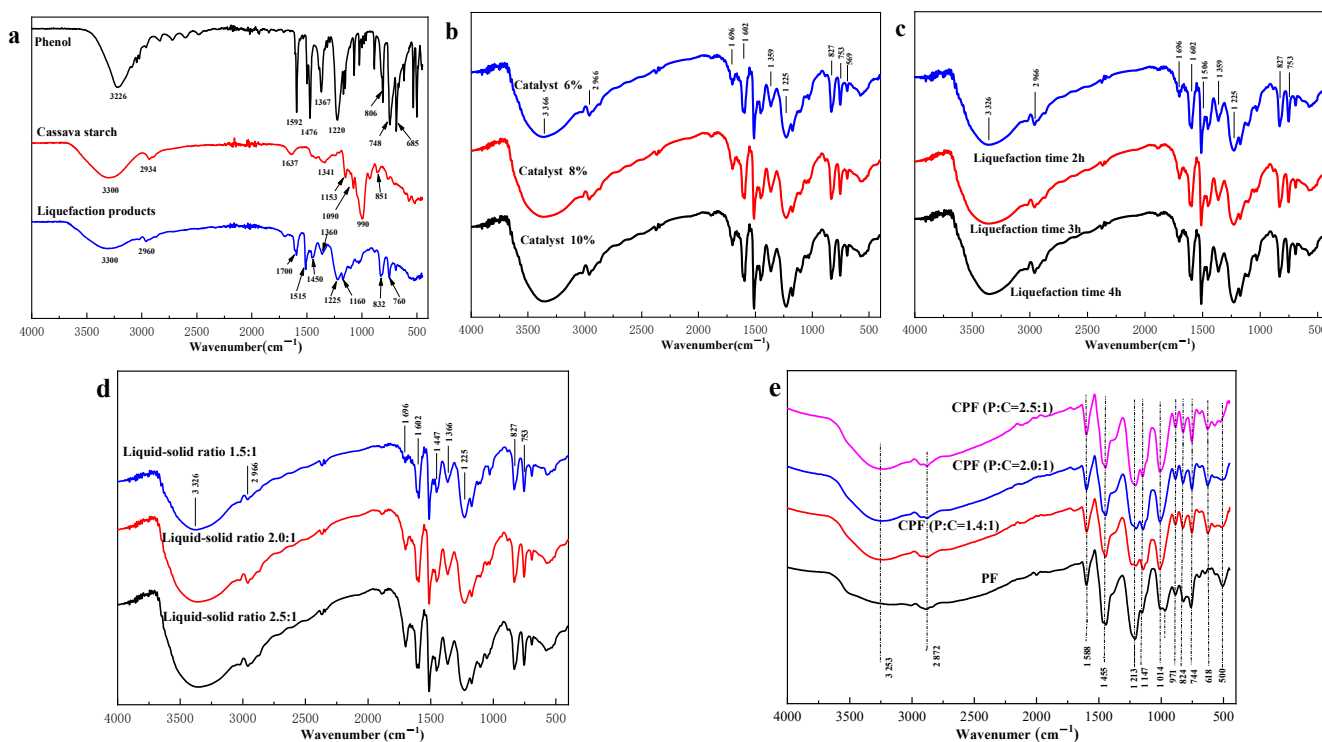 a
Phenol
3226
1592
1476
1367
1220
806
748
685
Cassava starch
3300
2934
1637
1341
1153
1090
990
851
Liquefaction products
3300
2960
1700
1515
1450
1360
1225
1160
832
760
4000 3500 3000 2500 2000 1500 1000 500
Wavenumber(cm⁻¹)
b
1 696
1 602
1 359
1 225
827
753
569
3 366
2 966
Catalyst 6%
Catalyst 8%
Catalyst 10%
4000 3500 3000 2500 2000 1500 1000 500
Wavenumber(cm⁻¹)
c
1 696
1 602
1 506
1 359
1 225
827
753
3 326
2 966
Liquefaction time 2h
Liquefaction time 3h
Liquefaction time 4h
4000 3500 3000 2500 2000 1500 1000 500
Wavenumber(cm⁻¹)
d
1 696
1 602
1 447
1 366
1 225
827
753
3 326
2 966
Liquid-solid ratio 1.5:1
Liquid-solid ratio 2.0:1
Liquid-solid ratio 2.5:1
4000 3500 3000 2500 2000 1500 1000 500
Wavenumber (cm⁻¹)
e
CPF (P:C=2.5:1)
CPF (P:C=2.0:1)
CPF (P:C=1.4:1)
PF
3 253
2 872
1 588
1 455
1 213
1 147
1 014
971
824
744
618
500
4000 3500 3000 2500 2000 1500 1000 500
Wavenumer (cm⁻¹)